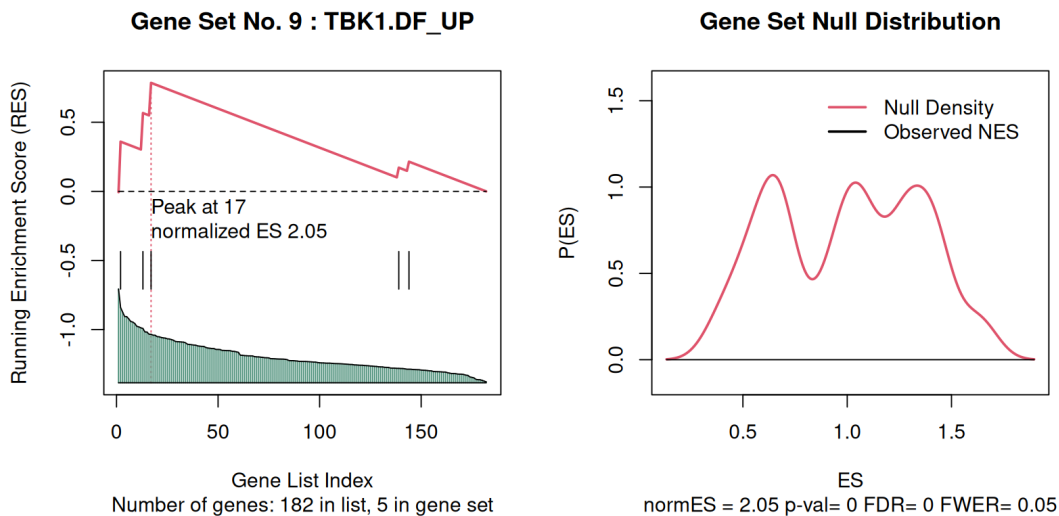 Gene Set No. 9 : TBK1.DF_UP
Running Enrichment Score (RES)
0.5
0.0
-0.5
-1.0
Peak at 17
normalized ES 2.05
0
50
100
150
Gene List Index
Number of genes: 182 in list, 5 in gene set
Gene Set Null Distribution
P(ES)
1.5
1.0
0.5
0.0
Null Density
Observed NES
0.5
1.0
1.5
ES
normES = 2.05 p-val= 0 FDR= 0 FWER= 0.05